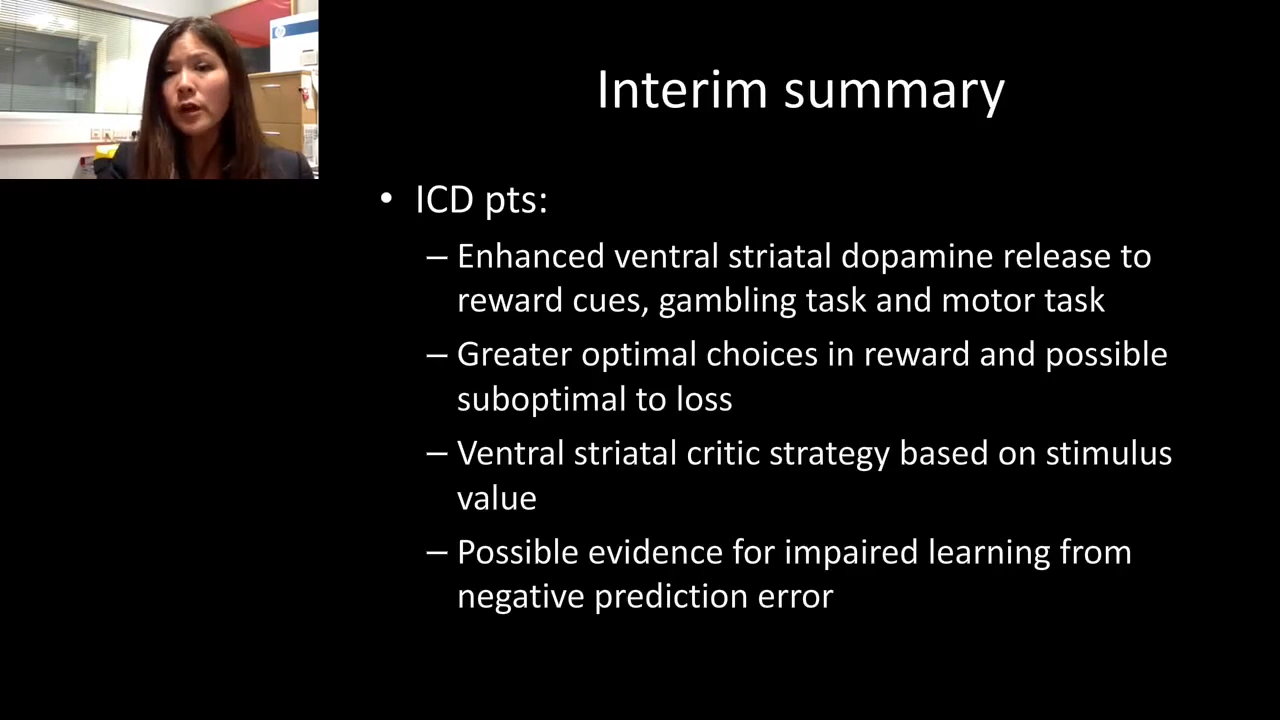 Interim summary
• ICD pts:
– Enhanced ventral striatal dopamine release to
reward cues, gambling task and motor task
– Greater optimal choices in reward and possible
suboptimal to loss
– Ventral striatal critic strategy based on stimulus
value
– Possible evidence for impaired learning from
negative prediction error